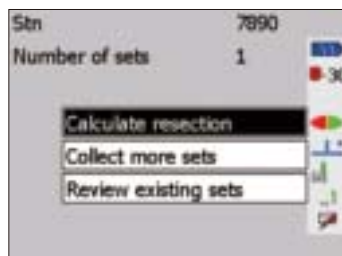 Stn 7890
Number of sets 1
Calculate resection
Collect more sets
Review existing sets